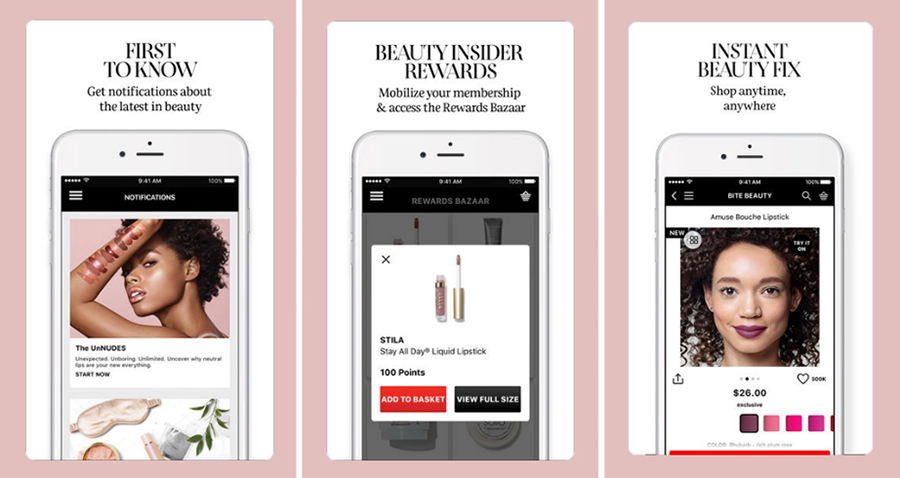 FIRST
TO KNOW
Get notifications about
the latest in beauty
9:41 AM
100%
NOTIFICATIONS
The UnNUDES
Unexpected. Unboring. Unlimited. Uncover why neutral
lips are your new everything.
START NOW
BEAUTY INSIDER
REWARDS
Mobilize your membership
& access the Rewards Bazaar
9:41 AM
100%
REWARDS BAZAAR
STILA
Stay All Day® Liquid Lipstick
100 Points
ADD TO BASKET
VIEW FULL SIZE
INSTANT
BEAUTY FIX
Shop anytime,
anywhere
9:41 AM
100%
BITE BEAUTY
Amuse Bouche Lipstick
NEW
TRY IT
ON
300K
$26.00
exclusive
COLOR: Rhubarb - rich plum rose